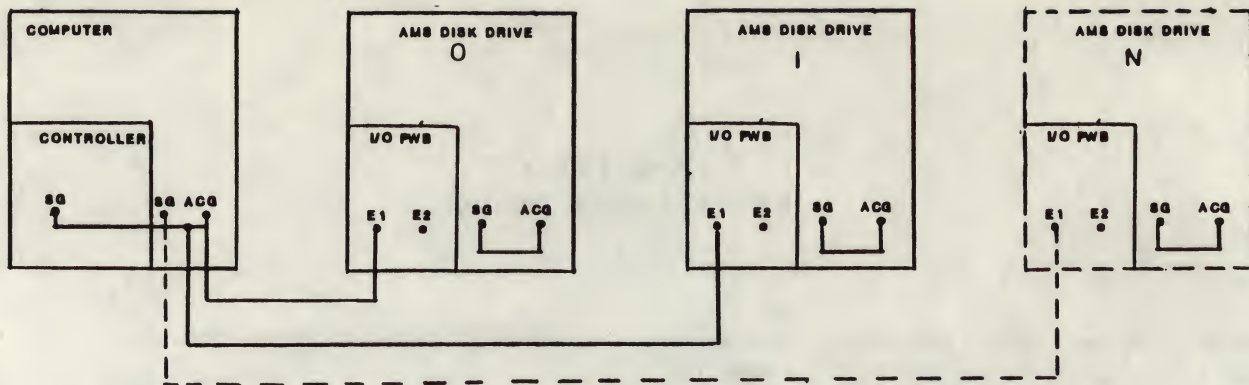 COMPUTER
CONTROLLER
SG
SG ACG
AMS DISK DRIVE
0
I/O PWB
E1 E2
SG ACG
AMS DISK DRIVE
1
I/O PWB
E1 E2
SG ACG
AMS DISK DRIVE
N
I/O PWB
E1 E2
SG ACG